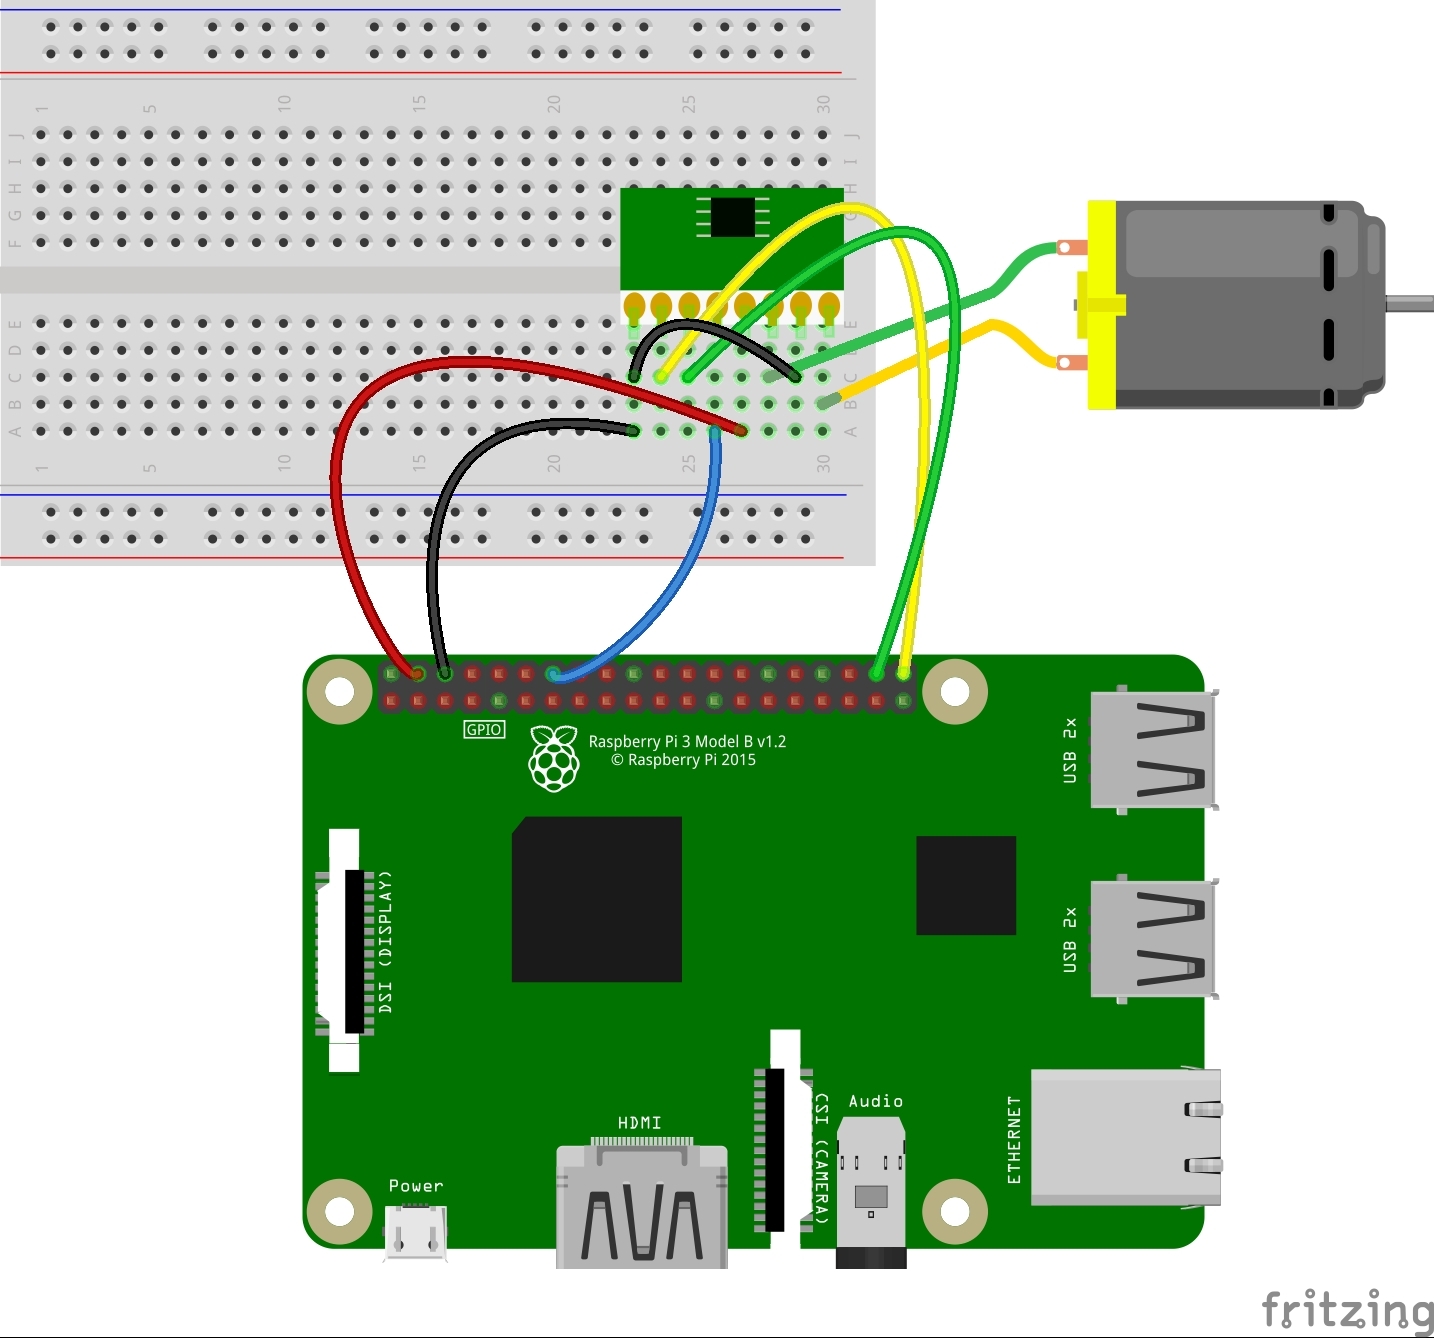 1 5 10 15 20 25 30
J J
I I
H H
G G
F
E E
D
C C
B B
A A
1 5 10 15 20 25 30
GPIO
Raspberry Pi 3 Model B v1.2
© Raspberry Pi 2015
USB 2x
DSI (DISPLAY)
USB 2x
CSI (CAMERA)
Audio
ETHERNET
HDMI
Power
fritzing